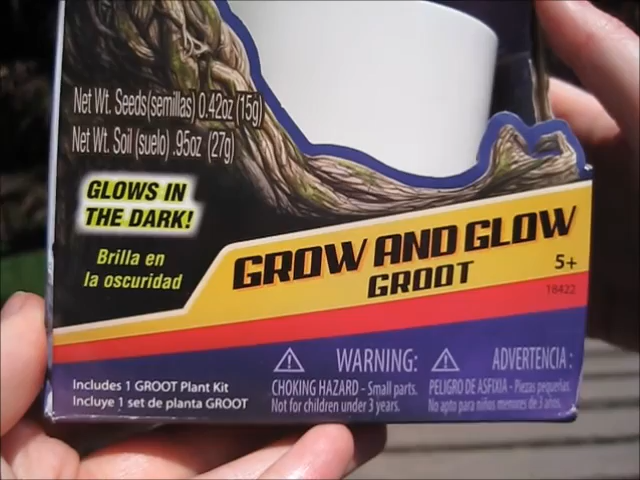 Net Wt. Seeds(semillas) 0.42oz (15g)
Net Wt. Soil (suelo) .95oz (27g)
GLOWS IN
THE DARK!
Brilla en
la oscuridad
GROW AND GLOW
GROOT
5+
18422
Includes 1 GROOT Plant Kit
Incluye 1 set de planta GROOT
WARNING:
CHOKING HAZARD - Small parts.
Not for children under 3 years.
ADVERTENCIA:
PELIGRO DE ASFIXIA - Piezas pequeñas.
No apto para niños menores de 3 años.